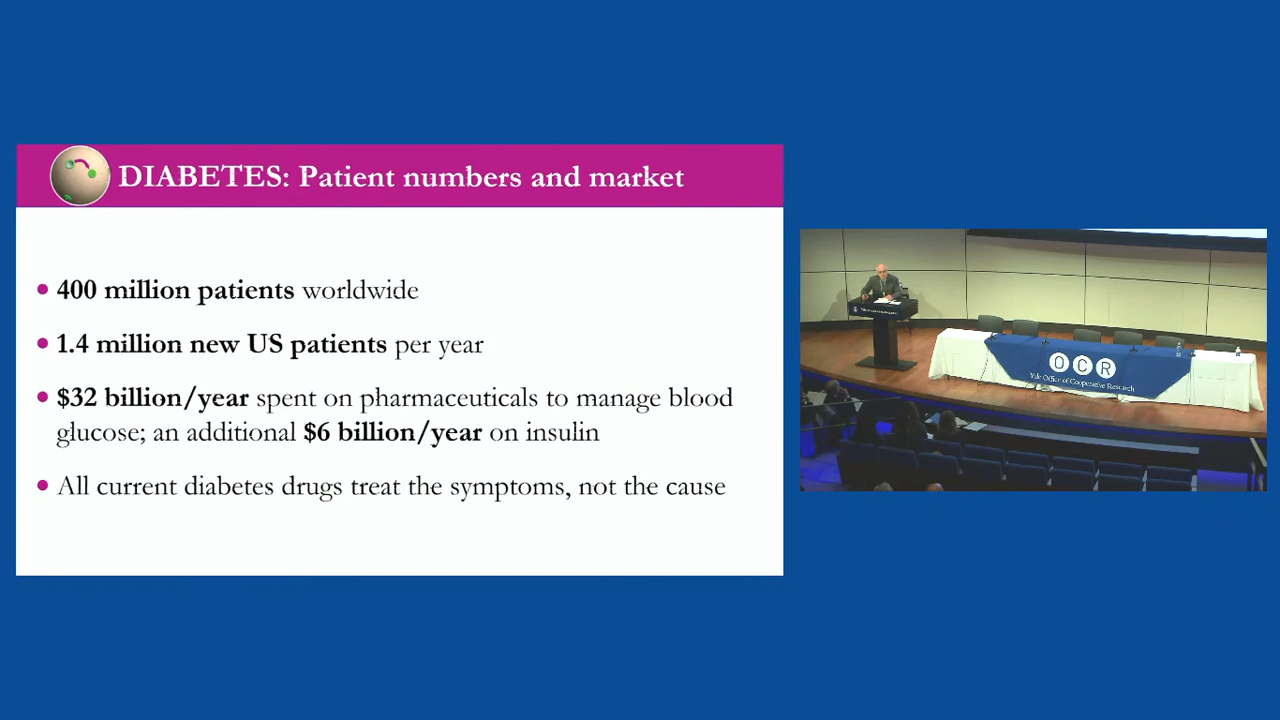 DIABETES: Patient numbers and market
• 400 million patients worldwide
• 1.4 million new US patients per year
• $32 billion/year spent on pharmaceuticals to manage blood
glucose; an additional $6 billion/year on insulin
• All current diabetes drugs treat the symptoms, not the cause
OCR
Yale Office of Cooperative Research